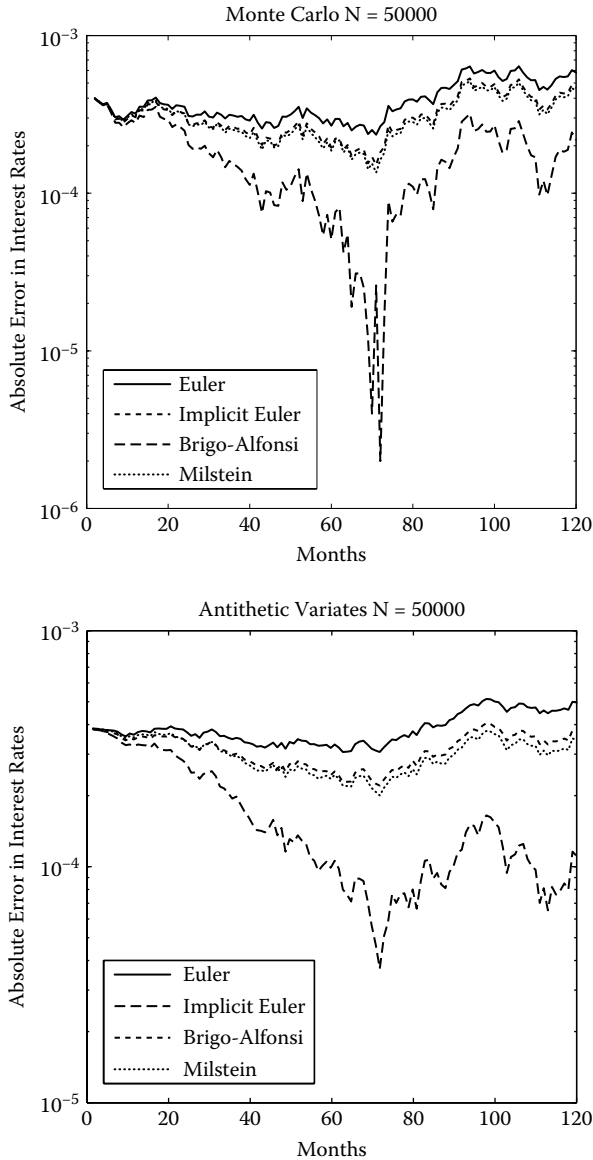 Monte Carlo N = 50000
10⁻³
10⁻⁴
10⁻⁵
10⁻⁶
Absolute Error in Interest Rates
Euler
Implicit Euler
Brigo-Alfonsi
Milstein
0 20 40 60 80 100 120
Months
Antithetic Variates N = 50000
10⁻³
10⁻⁴
10⁻⁵
Absolute Error in Interest Rates
Euler
Implicit Euler
Brigo-Alfonsi
Milstein
0 20 40 60 80 100 120
Months